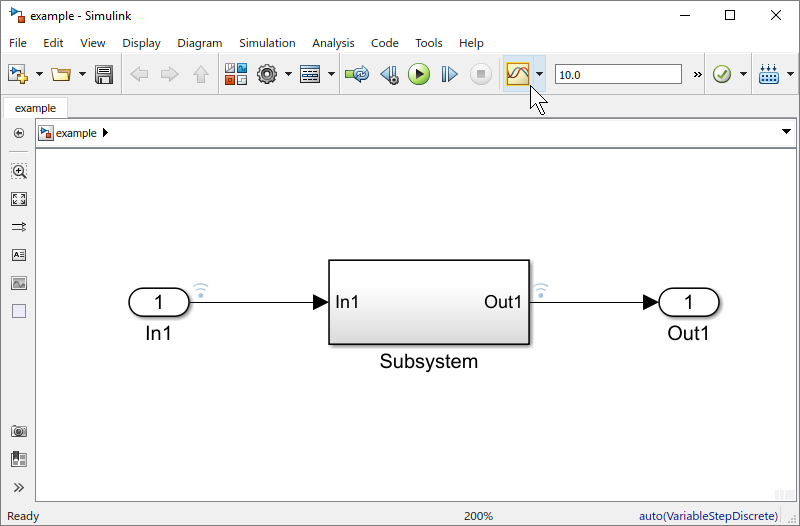 example - Simulink
File Edit View Display Diagram Simulation Analysis Code Tools Help
10.0 »
example
example
A
1 In1 Out1 1
In1 Out1
Subsystem
Ready 200% auto(VariableStepDiscrete)